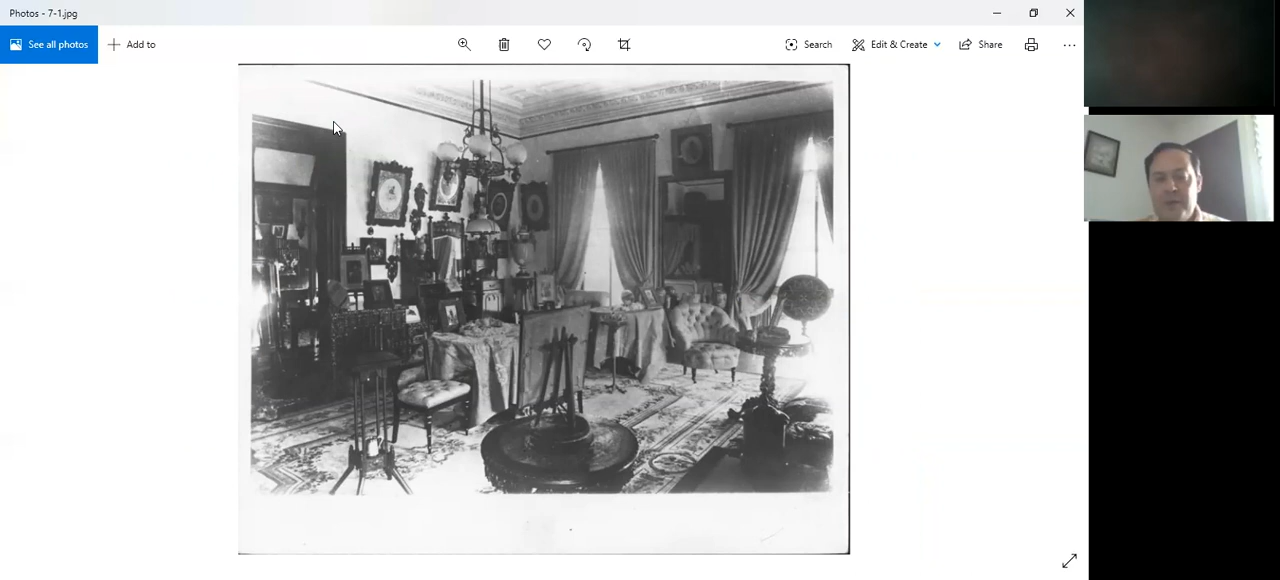 Photos - 7-1.jpg
See all photos
Add to
Search
Edit & Create
Share